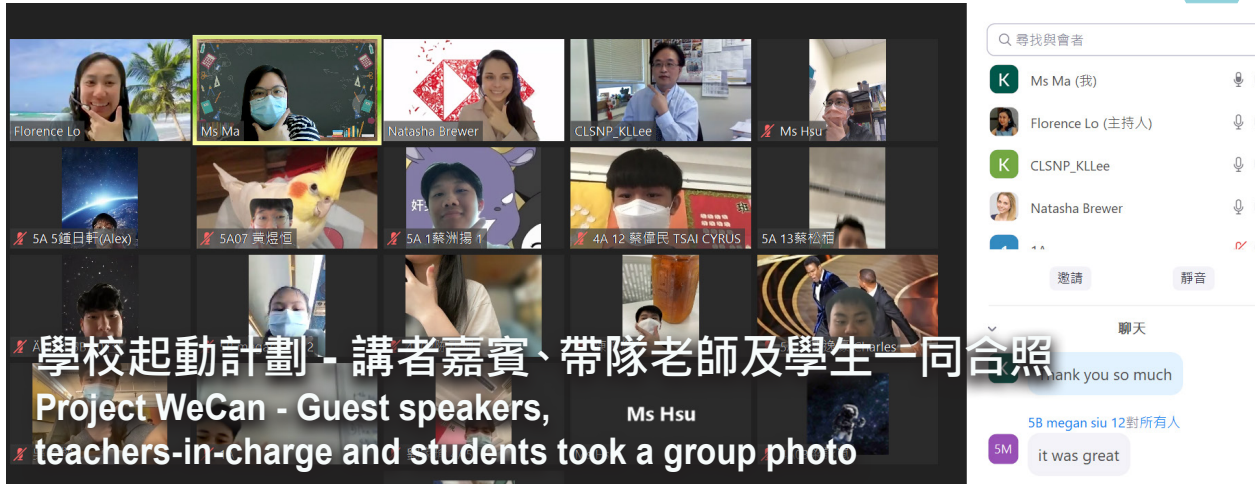 Florence Lo
Ms Ma
Natasha Brewer
CLSNP_KLLee
Ms Hsu
5A 5鍾日軒(Alex)
5A07 黃煜恒
5A 1蔡洲揚 1
4A 12 蔡偉民 TSAI CYRUS
5A 13蔡松栢
Charles
學校起動計劃 - 講者嘉賓、帶隊老師及學生一同合照
Project WeCan - Guest speakers,
teachers-in-charge and students took a group photo
Ms Hsu
尋找與會者
K
Ms Ma (我)
Florence Lo (主持人)
K
CLSNP_KLLee
Natasha Brewer
邀請
靜音
聊天
K
Thank you so much
5B megan siu 12對所有人
5M
it was great